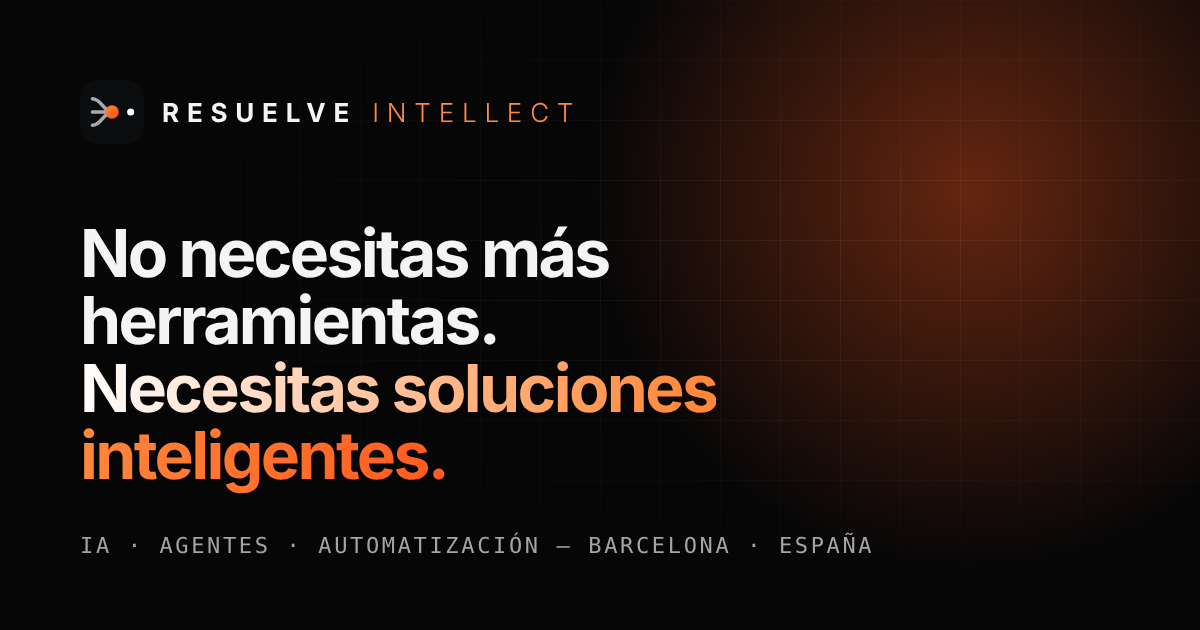 RESUELVE INTELLECT
No necesitas más
herramientas.
Necesitas soluciones
inteligentes.
IA · AGENTES · AUTOMATIZACIÓN — BARCELONA · ESPAÑA